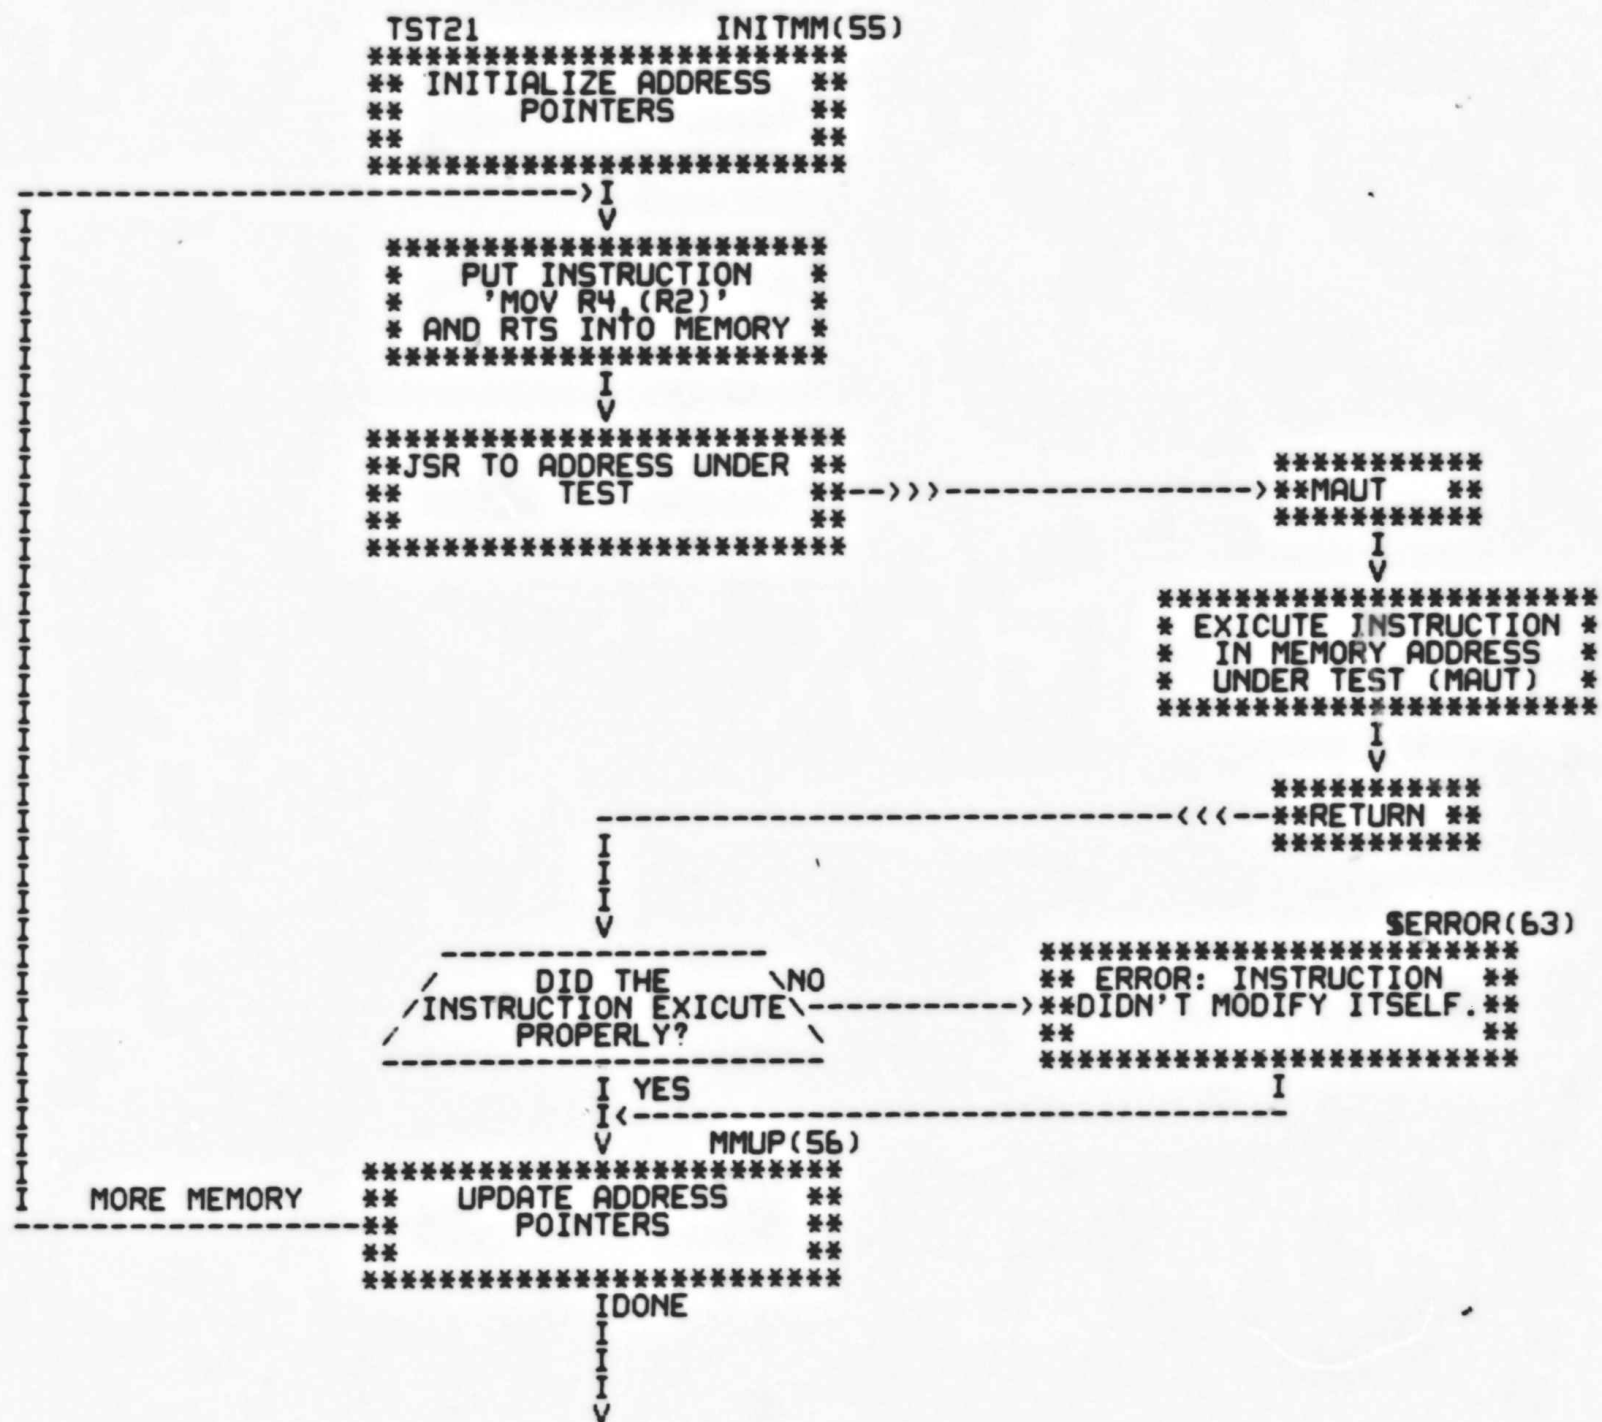 TST21 INITMM(55)
INITIALIZE ADDRESS
POINTERS
PUT INSTRUCTION
'MOV R4,(R2)'
AND RTS INTO MEMORY
JSR TO ADDRESS UNDER
TEST
MAUT
EXICUTE INSTRUCTION
IN MEMORY ADDRESS
UNDER TEST (MAUT)
RETURN
$ERROR(63)
DID THE
INSTRUCTION EXICUTE
PROPERLY?
NO
ERROR: INSTRUCTION
DIDN'T MODIFY ITSELF.
YES
MMUP(56)
MORE MEMORY
UPDATE ADDRESS
POINTERS
DONE